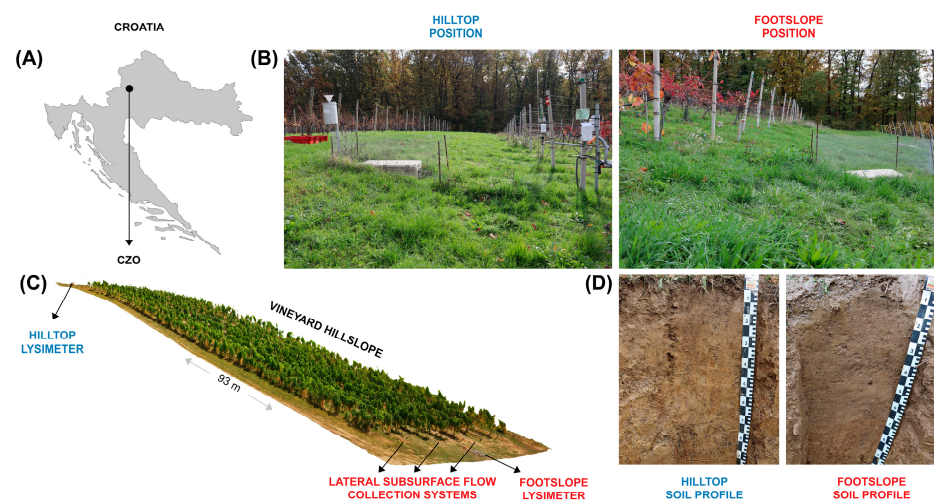 CROATIA
(A)
CZO
(B)
HILLTOP
POSITION
FOOTSLOPE
POSITION
(C)
HILLTOP
LYSIMETER
VINEYARD HILLSLOPE
93 m
LATERAL SUBSURFACE FLOW
COLLECTION SYSTEMS
FOOTSLOPE
LYSIMETER
(D)
HILLTOP
SOIL PROFILE
FOOTSLOPE
SOIL PROFILE